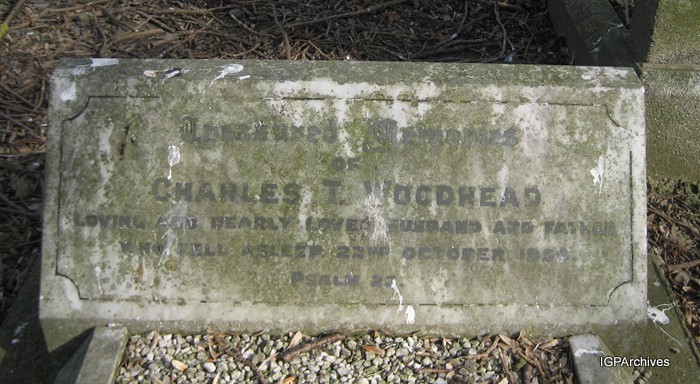 Treasured Memories
OF
CHARLES T. WOODHEAD
LOVING AND DEARLY LOVED HUSBAND AND FATHER
WHO FELL ASLEEP 22ND OCTOBER
PSALM 23
IGPArchives